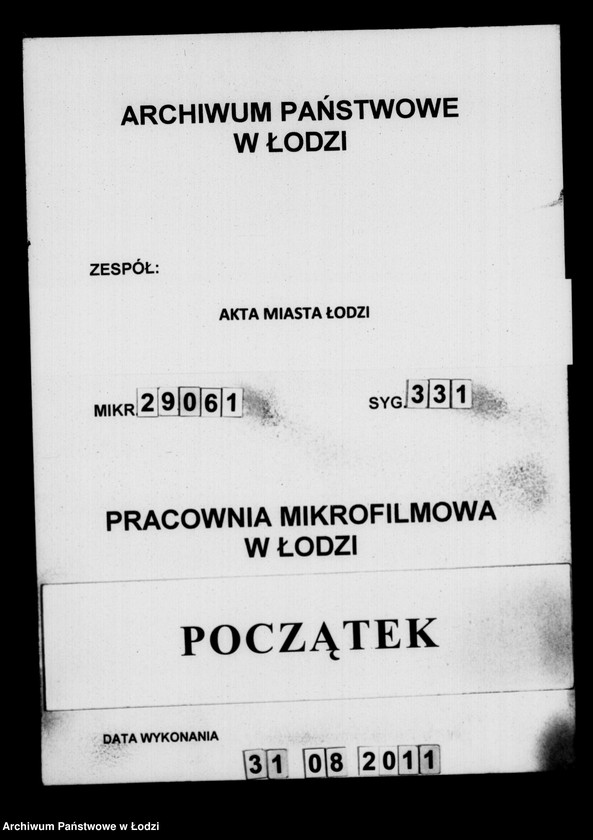 ARCHIWUM PAŃSTWOWE
W ŁODZI
ZESPÓŁ:
AKTA MIASTA ŁODZI
MIKR. 29061 SYG. 331
PRACOWNIA MIKROFILMOWA
W ŁODZI
POCZĄTEK
DATA WYKONANIA
31 08 2011
Archiwum Państwowe w Łodzi